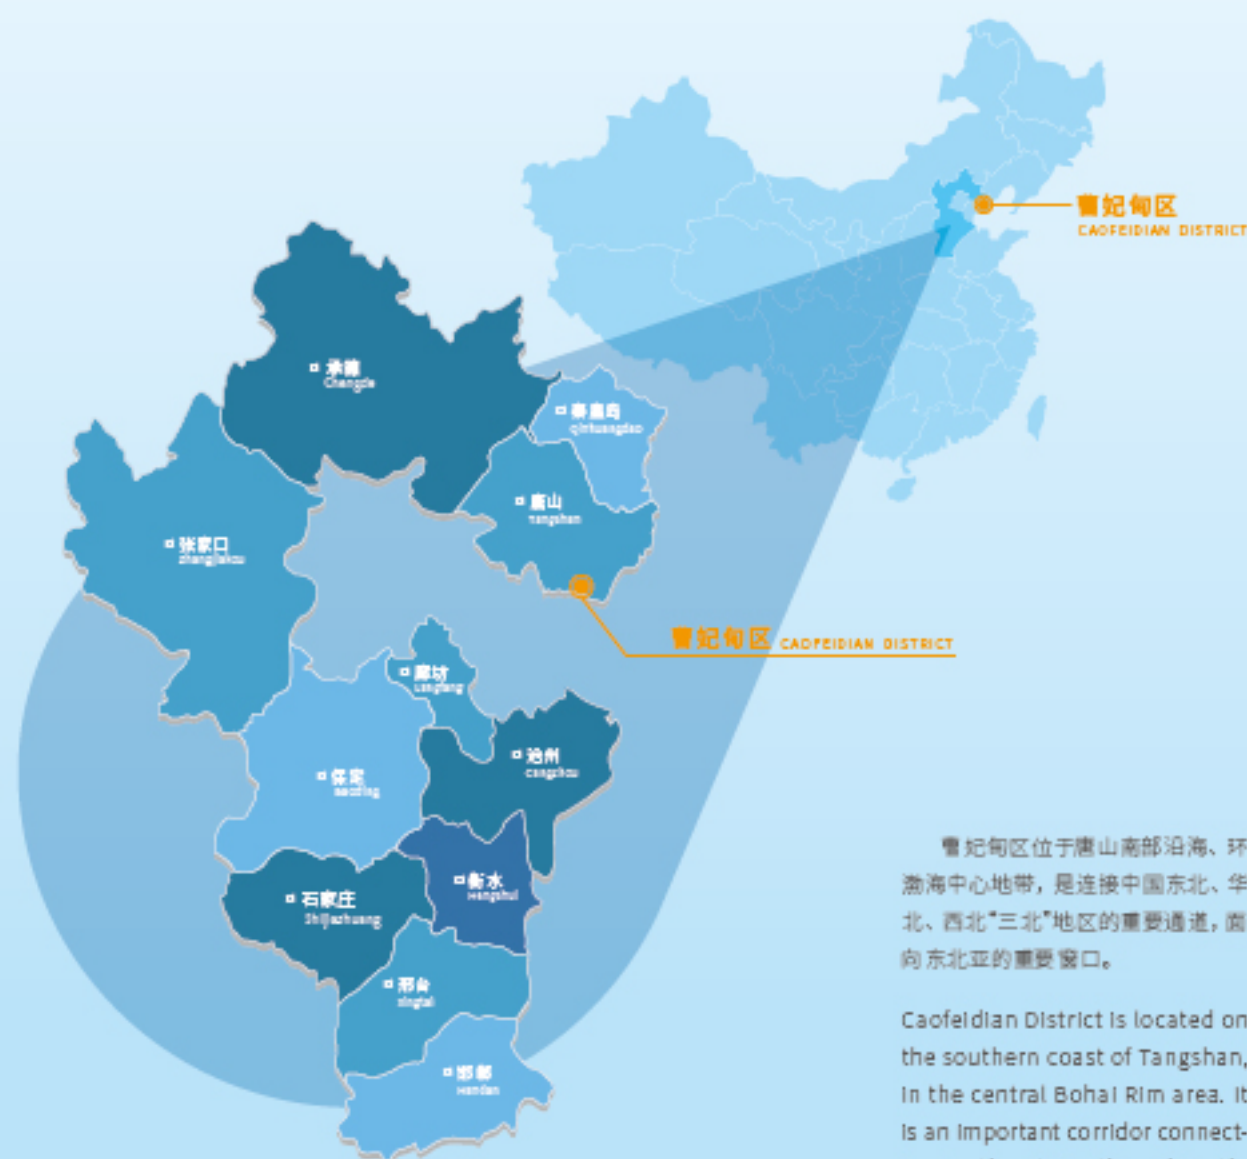 曹妃甸区
CAOFEIDIAN DISTRICT
承德
Chengde
秦皇岛
qinhuangdao
唐山
Tangshan
张家口
zhangjiakou
曹妃甸区 CAOFEIDIAN DISTRICT
廊坊
Langfang
沧州
Cangzhou
保定
Baoding
衡水
Hengshui
石家庄
Shijiazhuang
邢台
xingtai
邯郸
Handan
曹妃甸区位于唐山南部沿海、环
渤海中心地带，是连接中国东北、华
北、西北“三北”地区的重要通道，面
向东北亚的重要窗口。
Caofeidian District is located on
the southern coast of Tangshan,
in the central Bohai Rim area. It
is an important corridor connect-